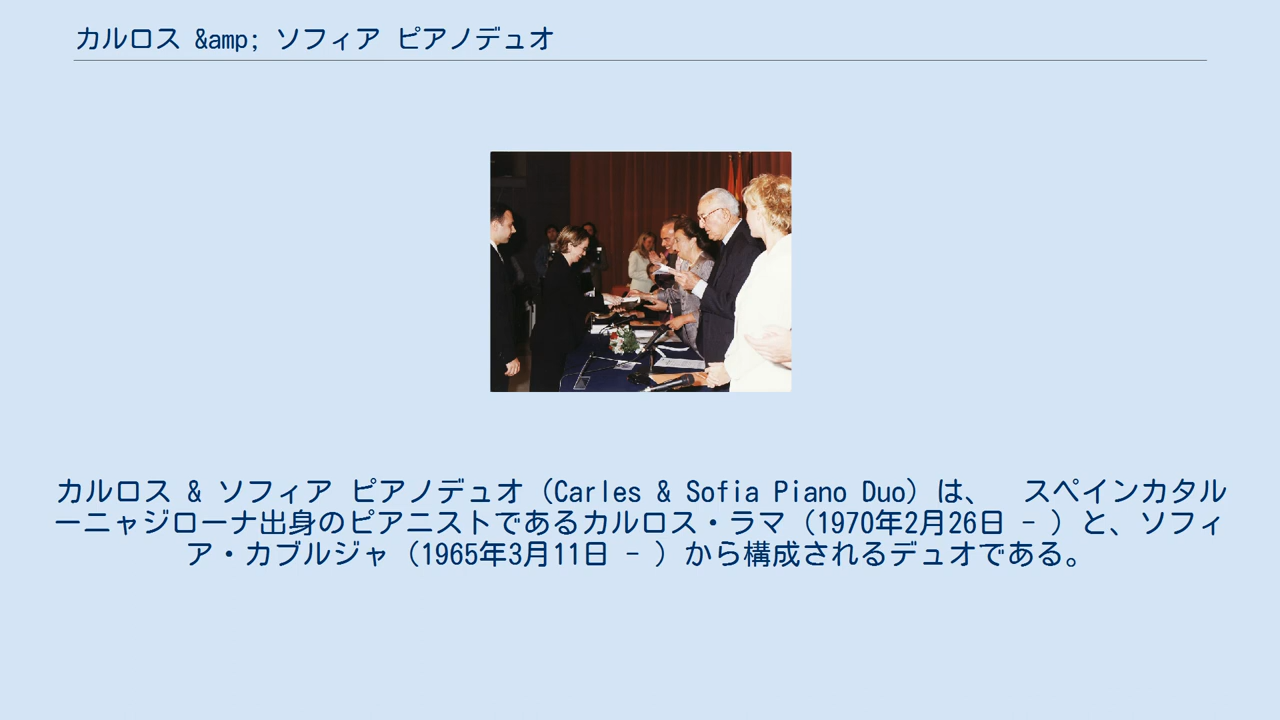 カルロス &amp; ソフィア ピアノデュオ
カルロス & ソフィア ピアノデュオ（Carles & Sofia Piano Duo）は、　スペインカタル
ーニャジローナ出身のピアニストであるカルロス・ラマ（1970年2月26日 - ）と、ソフィ
ア・カブルジャ（1965年3月11日 - ）から構成されるデュオである。